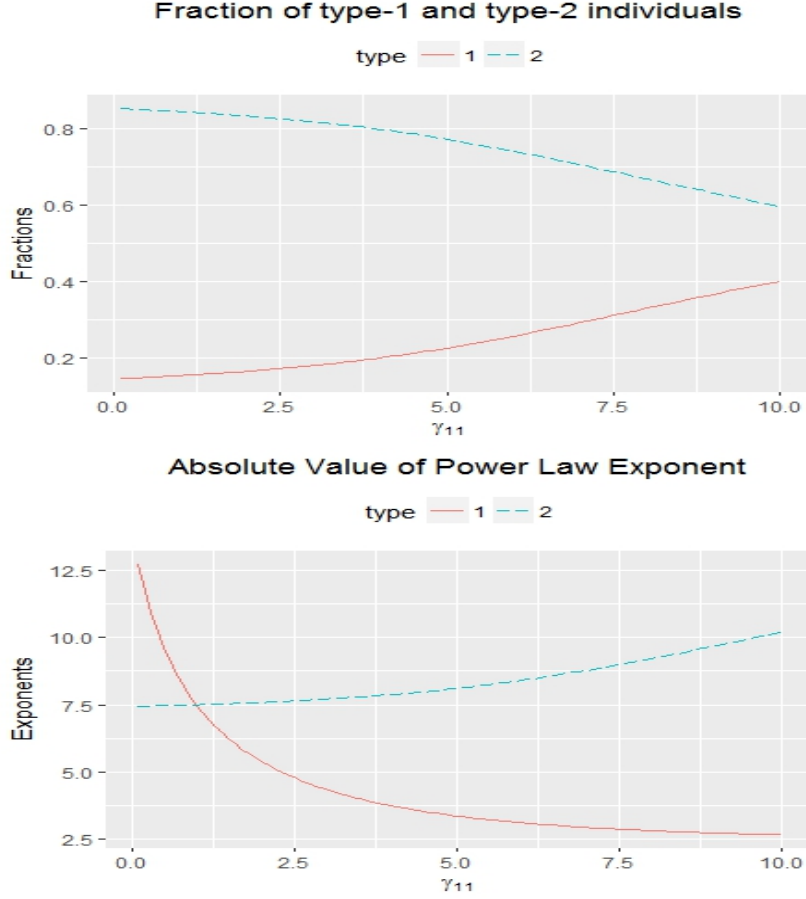 Fraction of type-1 and type-2 individuals
type 1 2
0.8
0.6
0.4
0.2
Fractions
0.0 2.5 5.0 7.5 10.0
γ₁₁
Absolute Value of Power Law Exponent
type 1 2
12.5
10.0
7.5
5.0
2.5
Exponents
0.0 2.5 5.0 7.5 10.0
γ₁₁